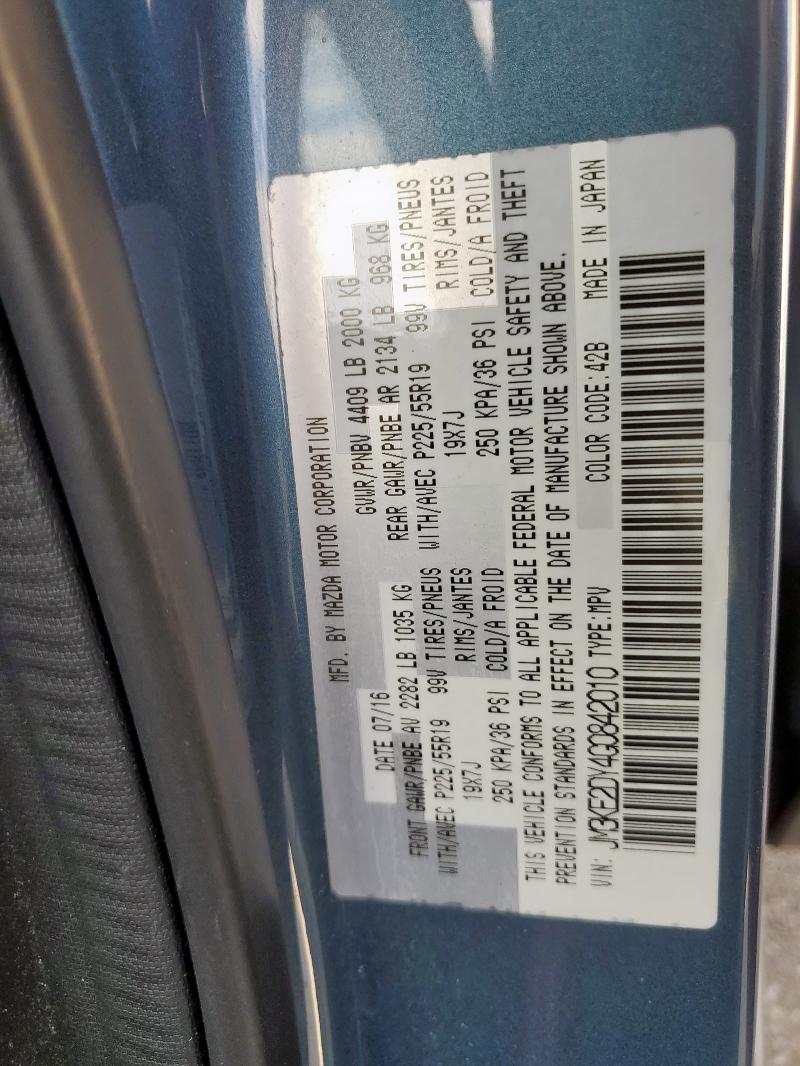 MFD. BY MAZDA MOTOR CORPORATION
DATE 07/16 GVWR/PNBV 4409 LB 2000 KG
FRONT GAWR/PNBE AV 2282 LB 1035 KG REAR GAWR/PNBE AR 2134 LB 968 KG
WITH/AVEC P225/55R19 99V TIRES/PNEUS WITH/AVEC P225/55R19 99V TIRES/PNEUS
19X7J RIMS/JANTES 19X7J RIMS/JANTES
250 KPA/36 PSI COLD/A FROID 250 KPA/36 PSI COLD/A FROID
THIS VEHICLE CONFORMS TO ALL APPLICABLE FEDERAL MOTOR VEHICLE SAFETY AND THEFT
PREVENTION STANDARDS IN EFFECT ON THE DATE OF MANUFACTURE SHOWN ABOVE.
VIN: JM3KE2DY4G0842010 TYPE:MPV COLOR CODE:42B MADE IN JAPAN